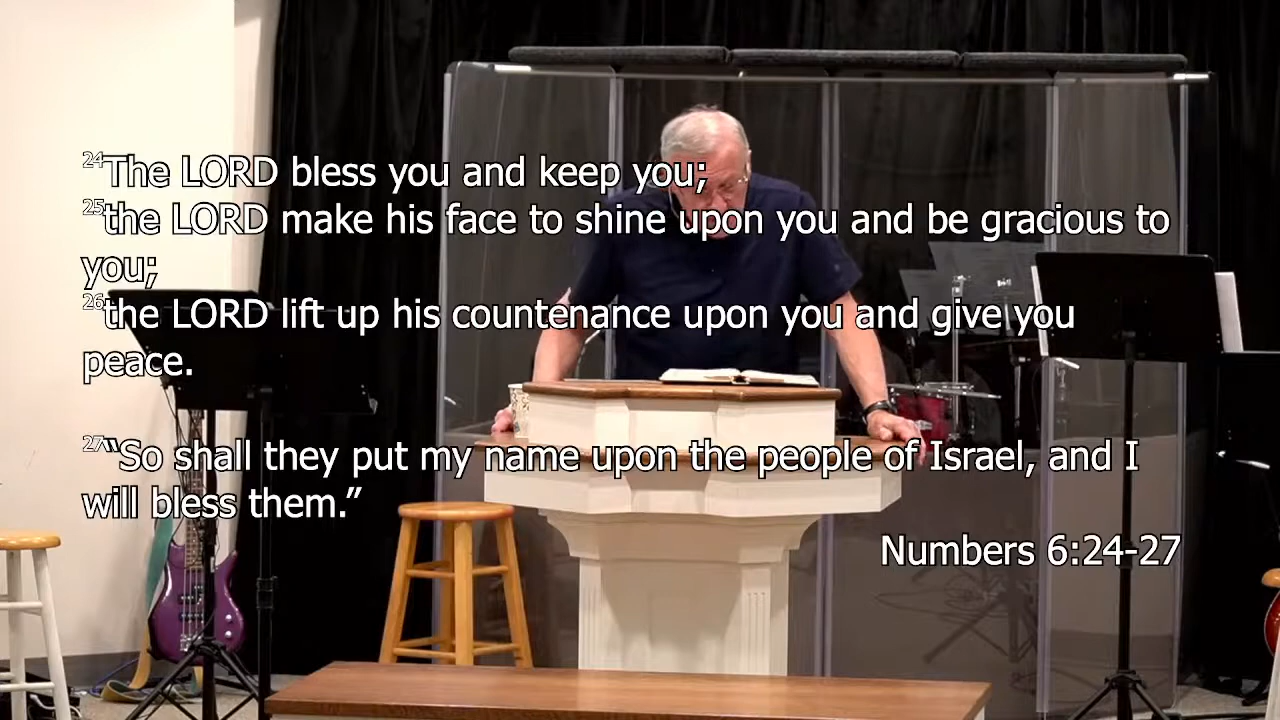 24The LORD bless you and keep you;
25the LORD make his face to shine upon you and be gracious to
you;
26the LORD lift up his countenance upon you and give you
peace.
27“So shall they put my name upon the people of Israel, and I
will bless them.”
Numbers 6:24-27